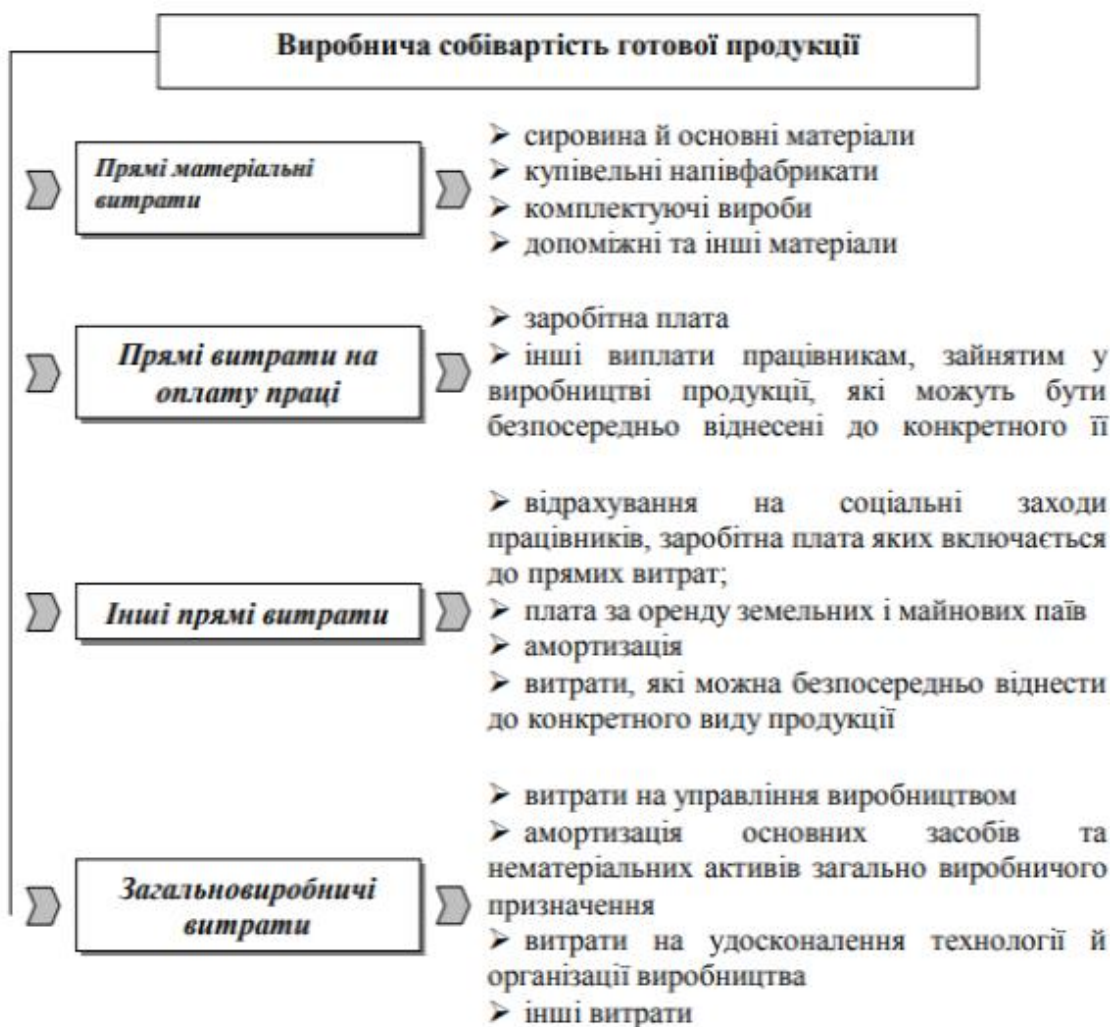 Виробнича собівартість готової продукції
Прямі матеріальні
витрати
➢ сировина й основні матеріали
➢ купівельні напівфабрикати
➢ комплектуючі вироби
➢ допоміжні та інші матеріали
Прямі витрати на
оплату праці
➢ заробітна плата
➢ інші виплати працівникам, зайнятим у
виробництві продукції, які можуть бути
безпосередньо віднесені до конкретного її
Інші прямі витрати
➢ відрахування на соціальні заходи
працівників, заробітна плата яких включається
до прямих витрат;
➢ плата за оренду земельних і майнових паїв
➢ амортизація
➢ витрати, які можна безпосередньо віднести
до конкретного виду продукції
Загальновиробничі
витрати
➢ витрати на управління виробництвом
➢ амортизація основних засобів та
нематеріальних активів загально виробничого
призначення
➢ витрати на удосконалення технології й
організації виробництва
➢ інші витрати